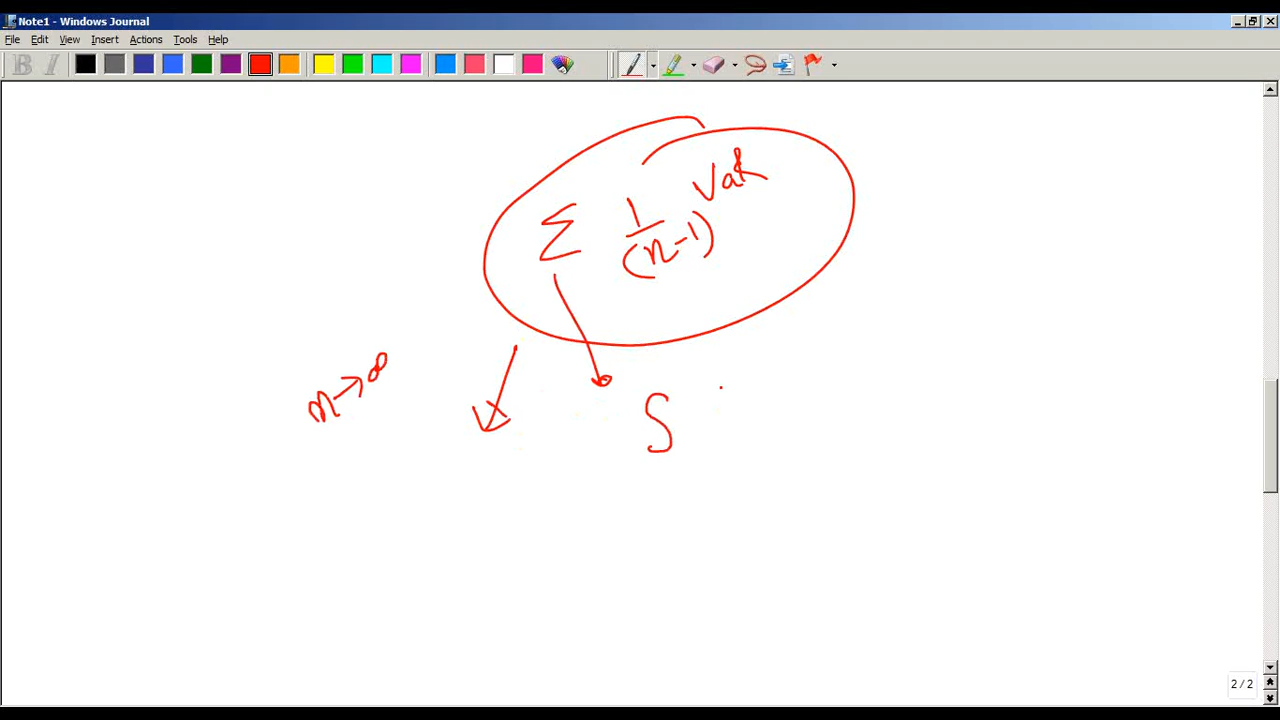 Note1 - Windows Journal
File Edit View Insert Actions Tools Help
B I
Σ 1/(n-1) Var
n→∞
S
2 / 2